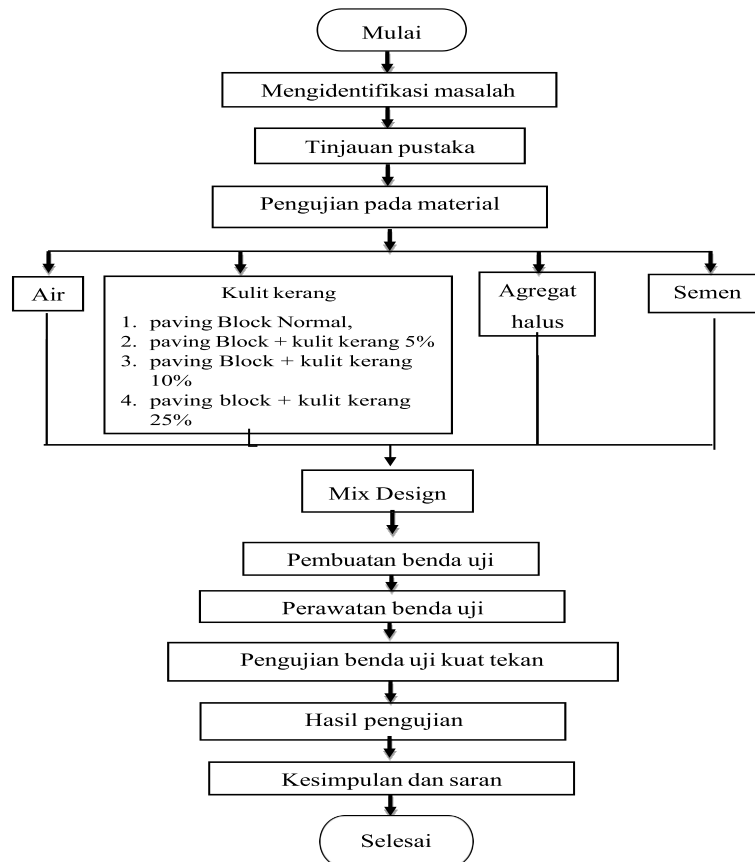 Mulai
Mengidentifikasi masalah
Tinjauan pustaka
Pengujian pada material
Air
Kulit kerang
1. paving Block Normal,
2. paving Block + kulit kerang 5%
3. paving Block + kulit kerang
10%
4. paving block + kulit kerang
25%
Agregat
halus
Semen
Mix Design
Pembuatan benda uji
Perawatan benda uji
Pengujian benda uji kuat tekan
Hasil pengujian
Kesimpulan dan saran
Selesai